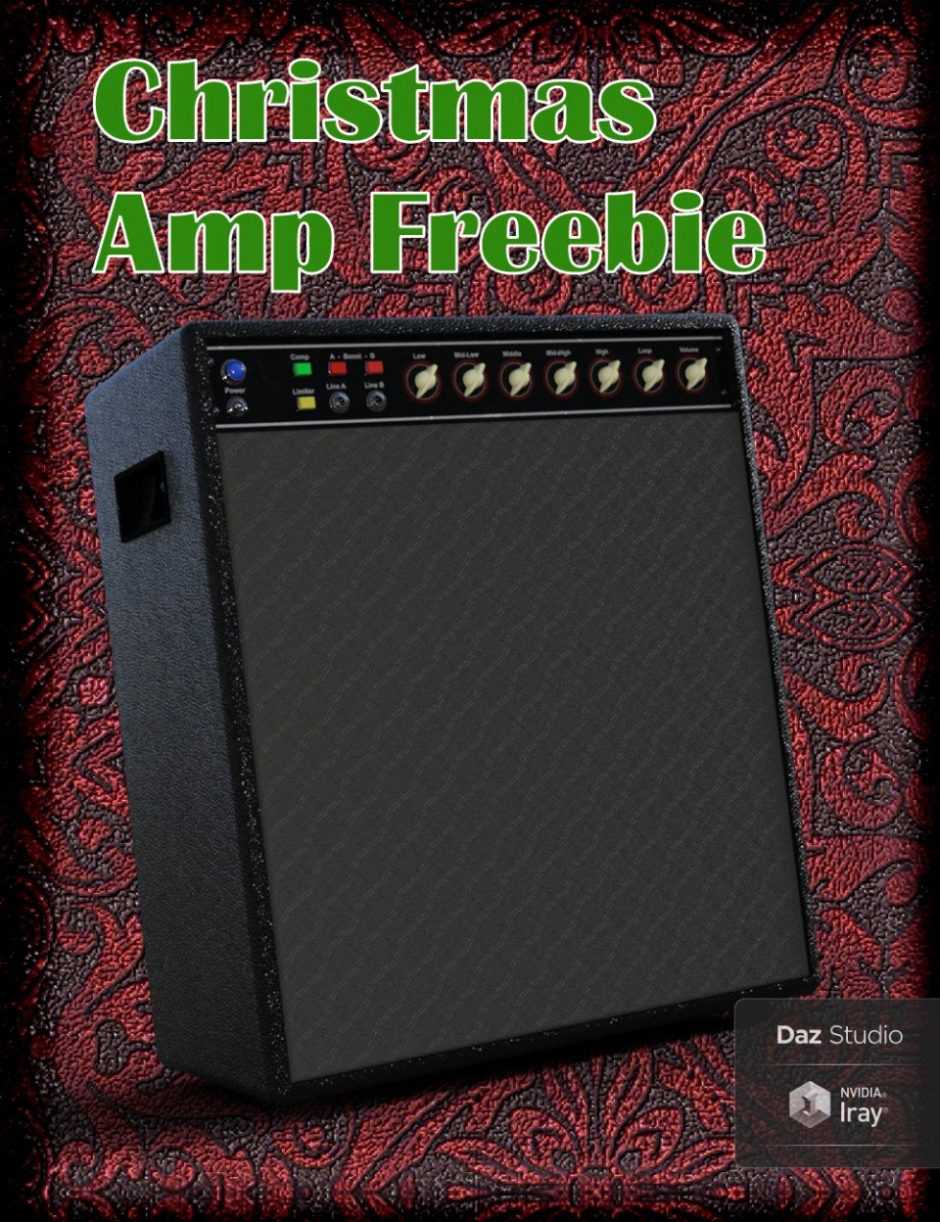 Christmas
Amp Freebie
Comp
A - Boost - B
Low
Mid-Low
Middle
Mid-High
High
Loop
Volume
Power
Limiter
Line A
Line B
Daz Studio
NVIDIA®
Iray®